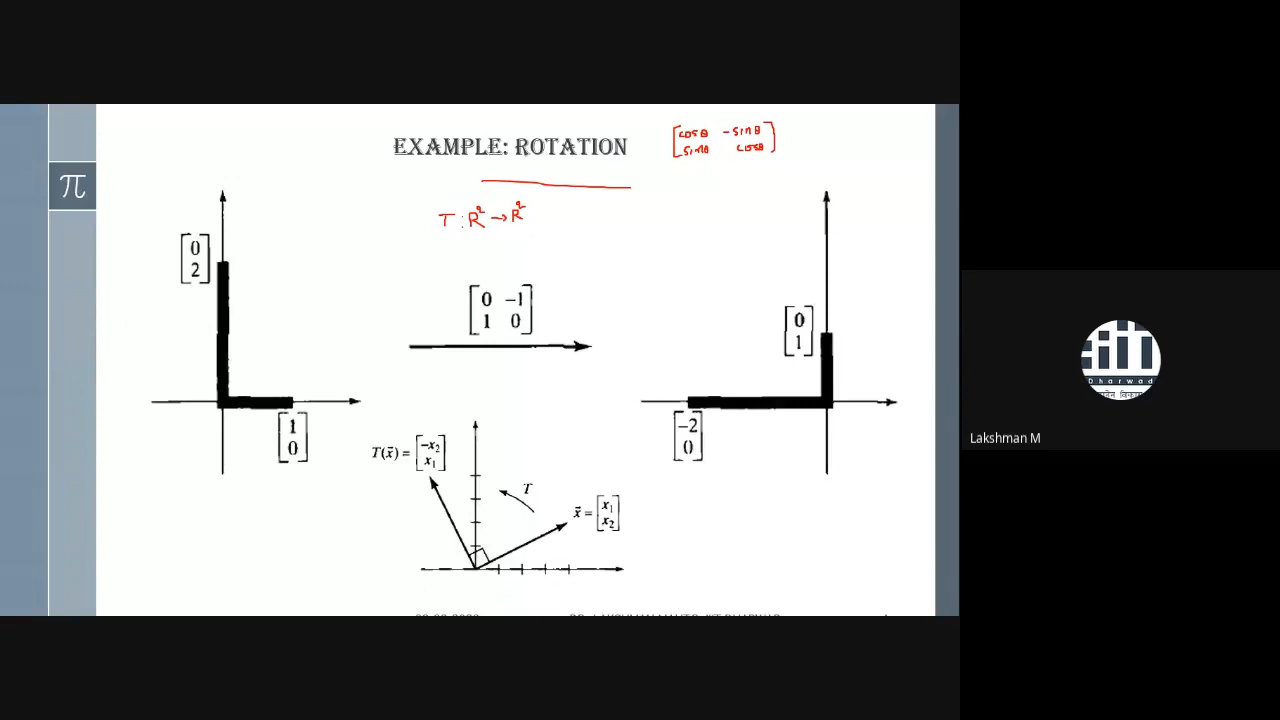 EXAMPLE: ROTATION
[cosθ -sinθ
sinθ cosθ]
π
T : R² → R²
[0
2]
[0 -1
1 0]
[0
1]
[1
0]
[-2
0]
T(x⃗) = [-x₂
x₁]
T
x⃗ = [x₁
x₂]
Dharwad
Lakshman M